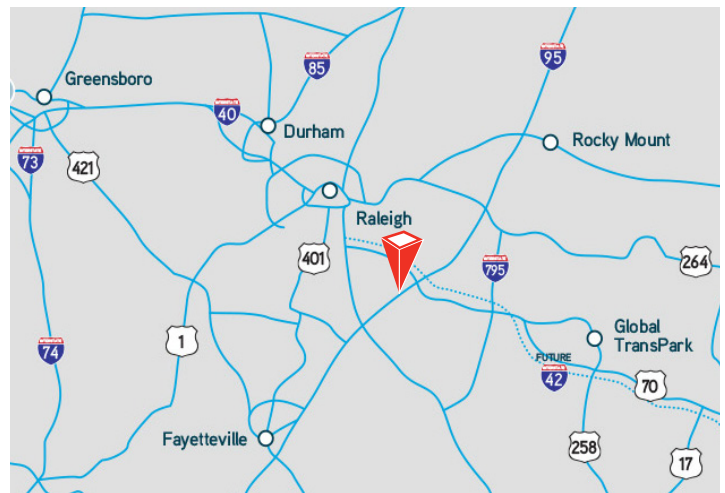 95
85
Greensboro
40
Durham
Rocky Mount
73
421
Raleigh
401
795
264
1
Global
TransPark
74
FUTURE
42
70
Fayetteville
258
17